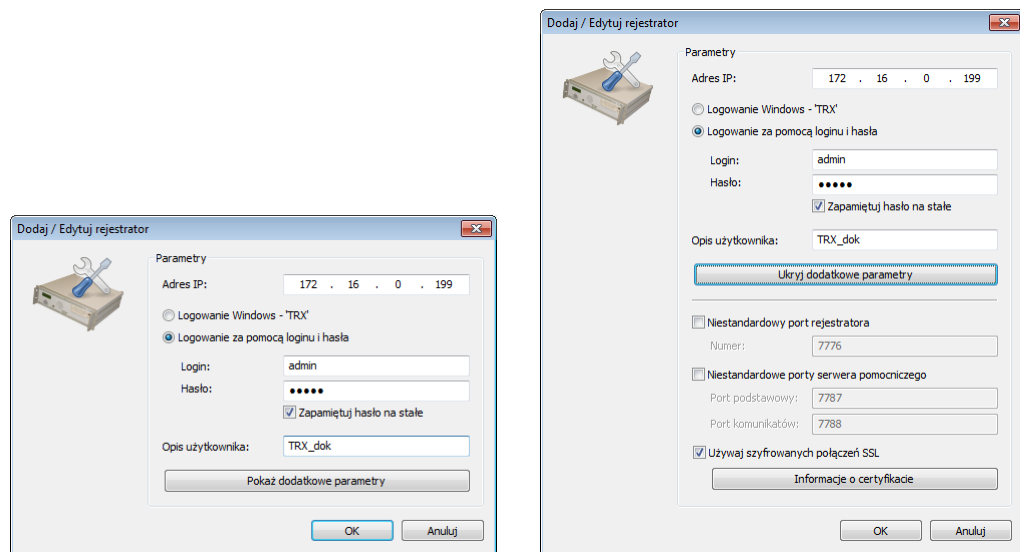 Dodaj / Edytuj rejestrator
Parametry
Adres IP: 172 . 16 . 0 . 199
Logowanie Windows - 'TRX'
Logowanie za pomocą loginu i hasła
Login: admin
Hasło: •••••
Zapamiętuj hasło na stałe
Opis użytkownika: TRX_dok
Pokaż dodatkowe parametry
OK Anuluj
Dodaj / Edytuj rejestrator
Parametry
Adres IP: 172 . 16 . 0 . 199
Logowanie Windows - 'TRX'
Logowanie za pomocą loginu i hasła
Login: admin
Hasło: •••••
Zapamiętuj hasło na stałe
Opis użytkownika: TRX_dok
Ukryj dodatkowe parametry
Niestandardowy port rejestratora
Numer: 7776
Niestandardowe porty serwera pomocniczego
Port podstawowy: 7787
Port komunikatów: 7788
Używaj szyfrowanych połączeń SSL
Informacje o certyfikacie
OK Anuluj